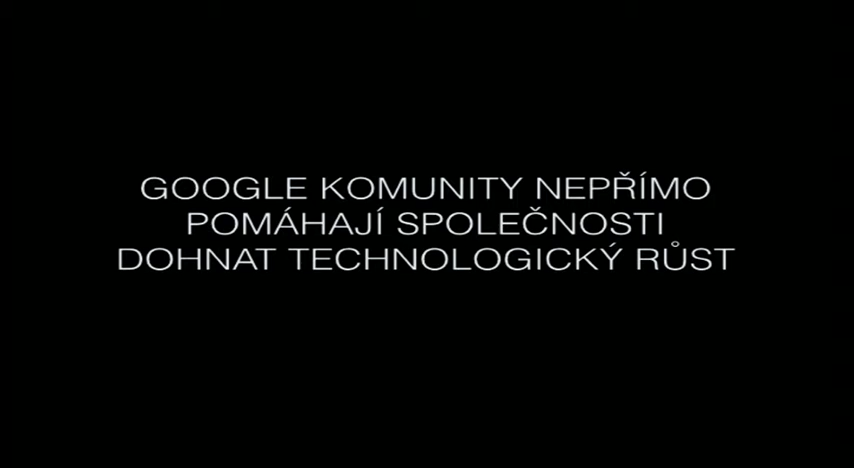 GOOGLE KOMUNITY NEPŘÍMO
POMÁHAJÍ SPOLEČNOSTI
DOHNAT TECHNOLOGICKÝ RŮST